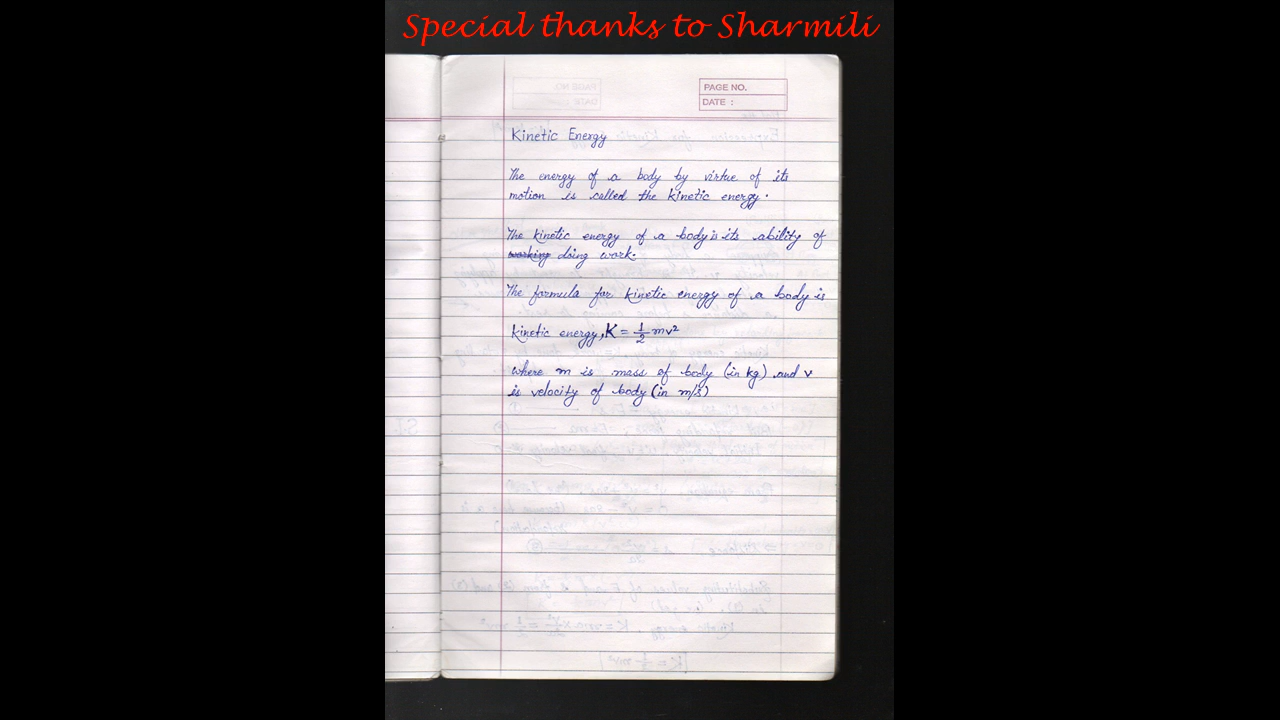 Special thanks to Sharmili
PAGE NO.
DATE :
Kinetic Energy
The energy of a body by virtue of its
motion is called the kinetic energy.
The kinetic energy of a body is its ability of
working doing work.
The formula for kinetic energy of a body is
kinetic energy, K = 1/2 mv²
where m is mass of body (in kg) and v
is velocity of body (in m/s)